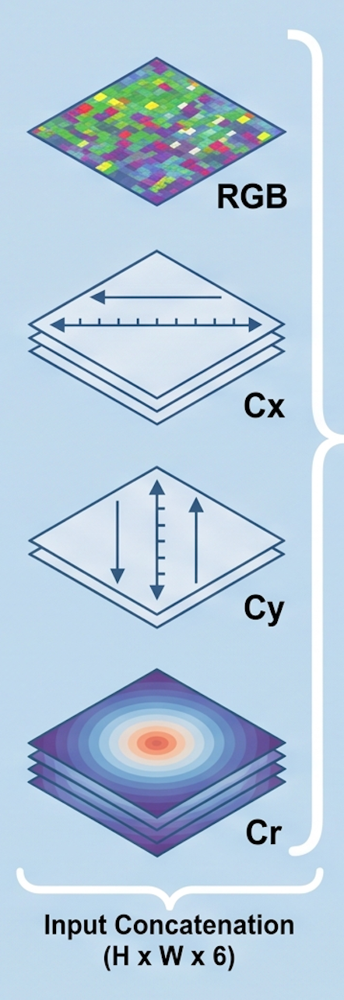 RGB
Cx
Cy
Cr
Input Concatenation
(H x W x 6)